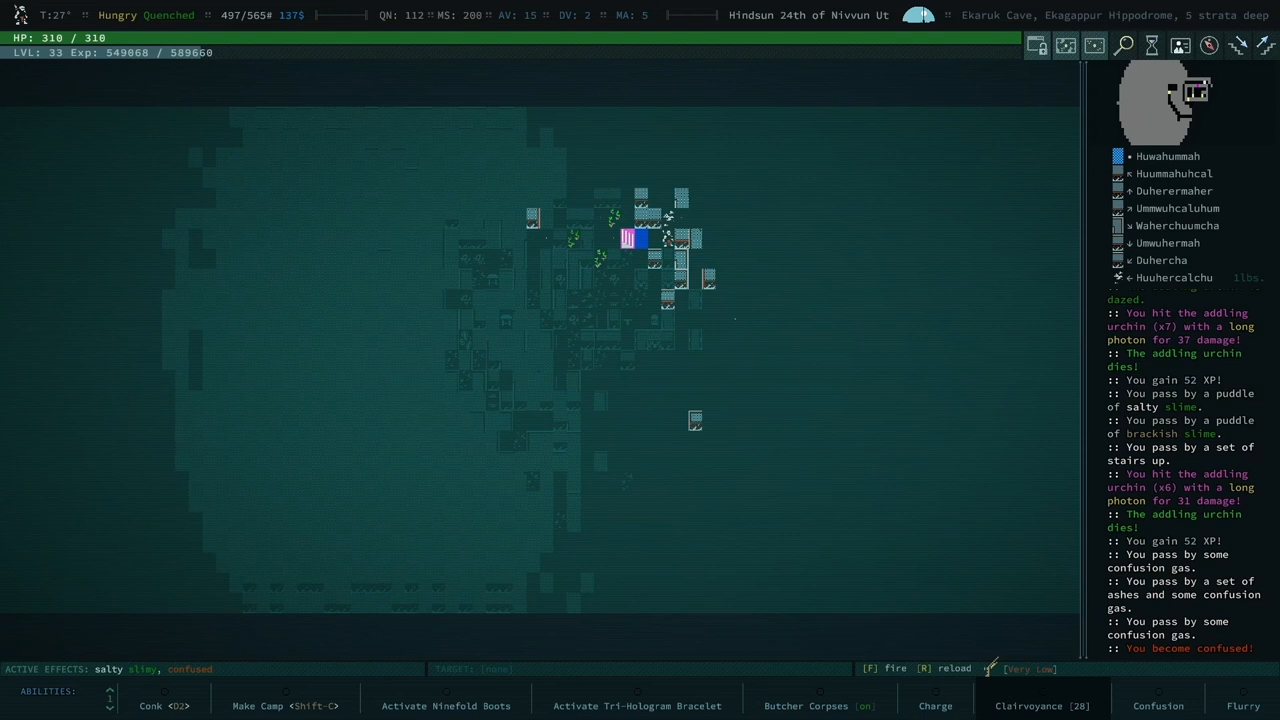 T:27° :: Hungry Quenched :: 497/565# 137$ QN: 112 :: MS: 200 :: AV: 15 :: DV: 2 :: MA: 5 Hindsun 24th of Nivvun Ut :: Ekaruk Cave, Ekagappur Hippodrome, 5 strata deep
HP: 310 / 310
LVL: 33 Exp: 549068 / 589660
Huwahummah
Huummahuhcal
Duherermaher
Ummwuhcaluhum
Waherchuumcha
Umwuhermah
Duhercha
Huuhercalchu 1lbs.
dazed.
:: You hit the addling
urchin (x7) with a long
photon for 37 damage!
:: The addling urchin
dies!
:: You gain 52 XP!
:: You pass by a puddle
of salty slime.
:: You pass by a puddle
of brackish slime.
:: You pass by a set of
stairs up.
:: You hit the addling
urchin (x6) with a long
photon for 31 damage!
:: The addling urchin
dies!
:: You gain 52 XP!
:: You pass by some
confusion gas.
:: You pass by a set of
ashes and some confusion
gas.
:: You pass by some
confusion gas.
:: You become confused!
ACTIVE EFFECTS: salty slimy, confused TARGET: [none] [F] fire [R] reload [Very Low]
ABILITIES: 1 Conk <D2> Make Camp <Shift-C> Activate Ninefold Boots Activate Tri-Hologram Bracelet Butcher Corpses [on] Charge Clairvoyance [28] Confusion Flurry